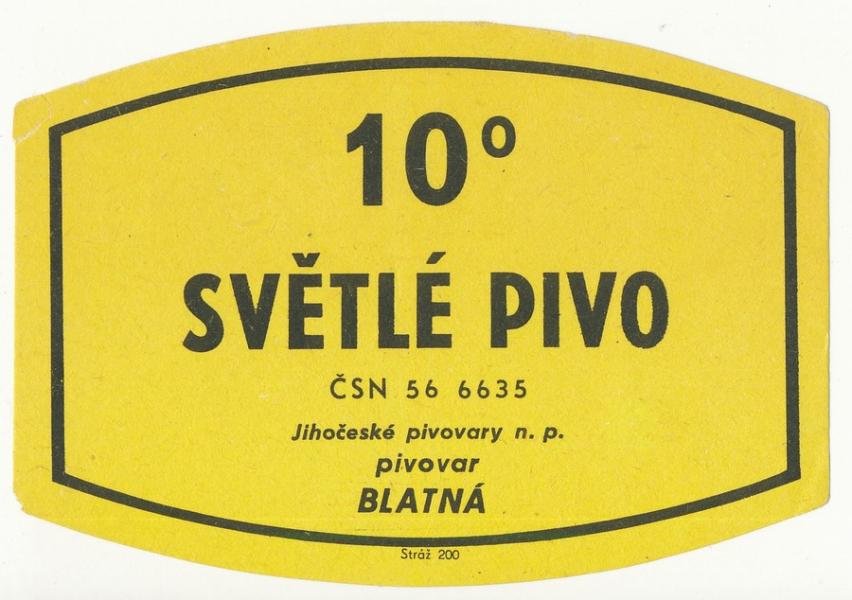 10°
SVĚTLÉ PIVO
ČSN 56 6635
Jihočeské pivovary n. p.
pivovar
BLATNÁ
Stráž 200